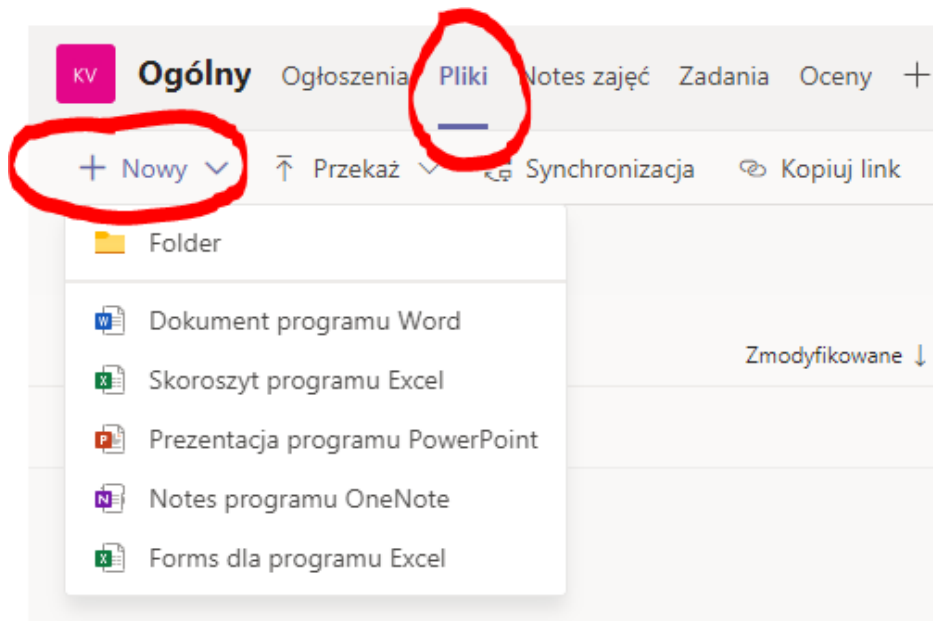 KV Ogólny Ogłoszenia Pliki Notes zajęć Zadania Oceny +
+ Nowy Przekaż Synchronizacja Kopiuj link
Folder
Dokument programu Word
Zmodyfikowane ↓
Skoroszyt programu Excel
Prezentacja programu PowerPoint
Notes programu OneNote
Forms dla programu Excel